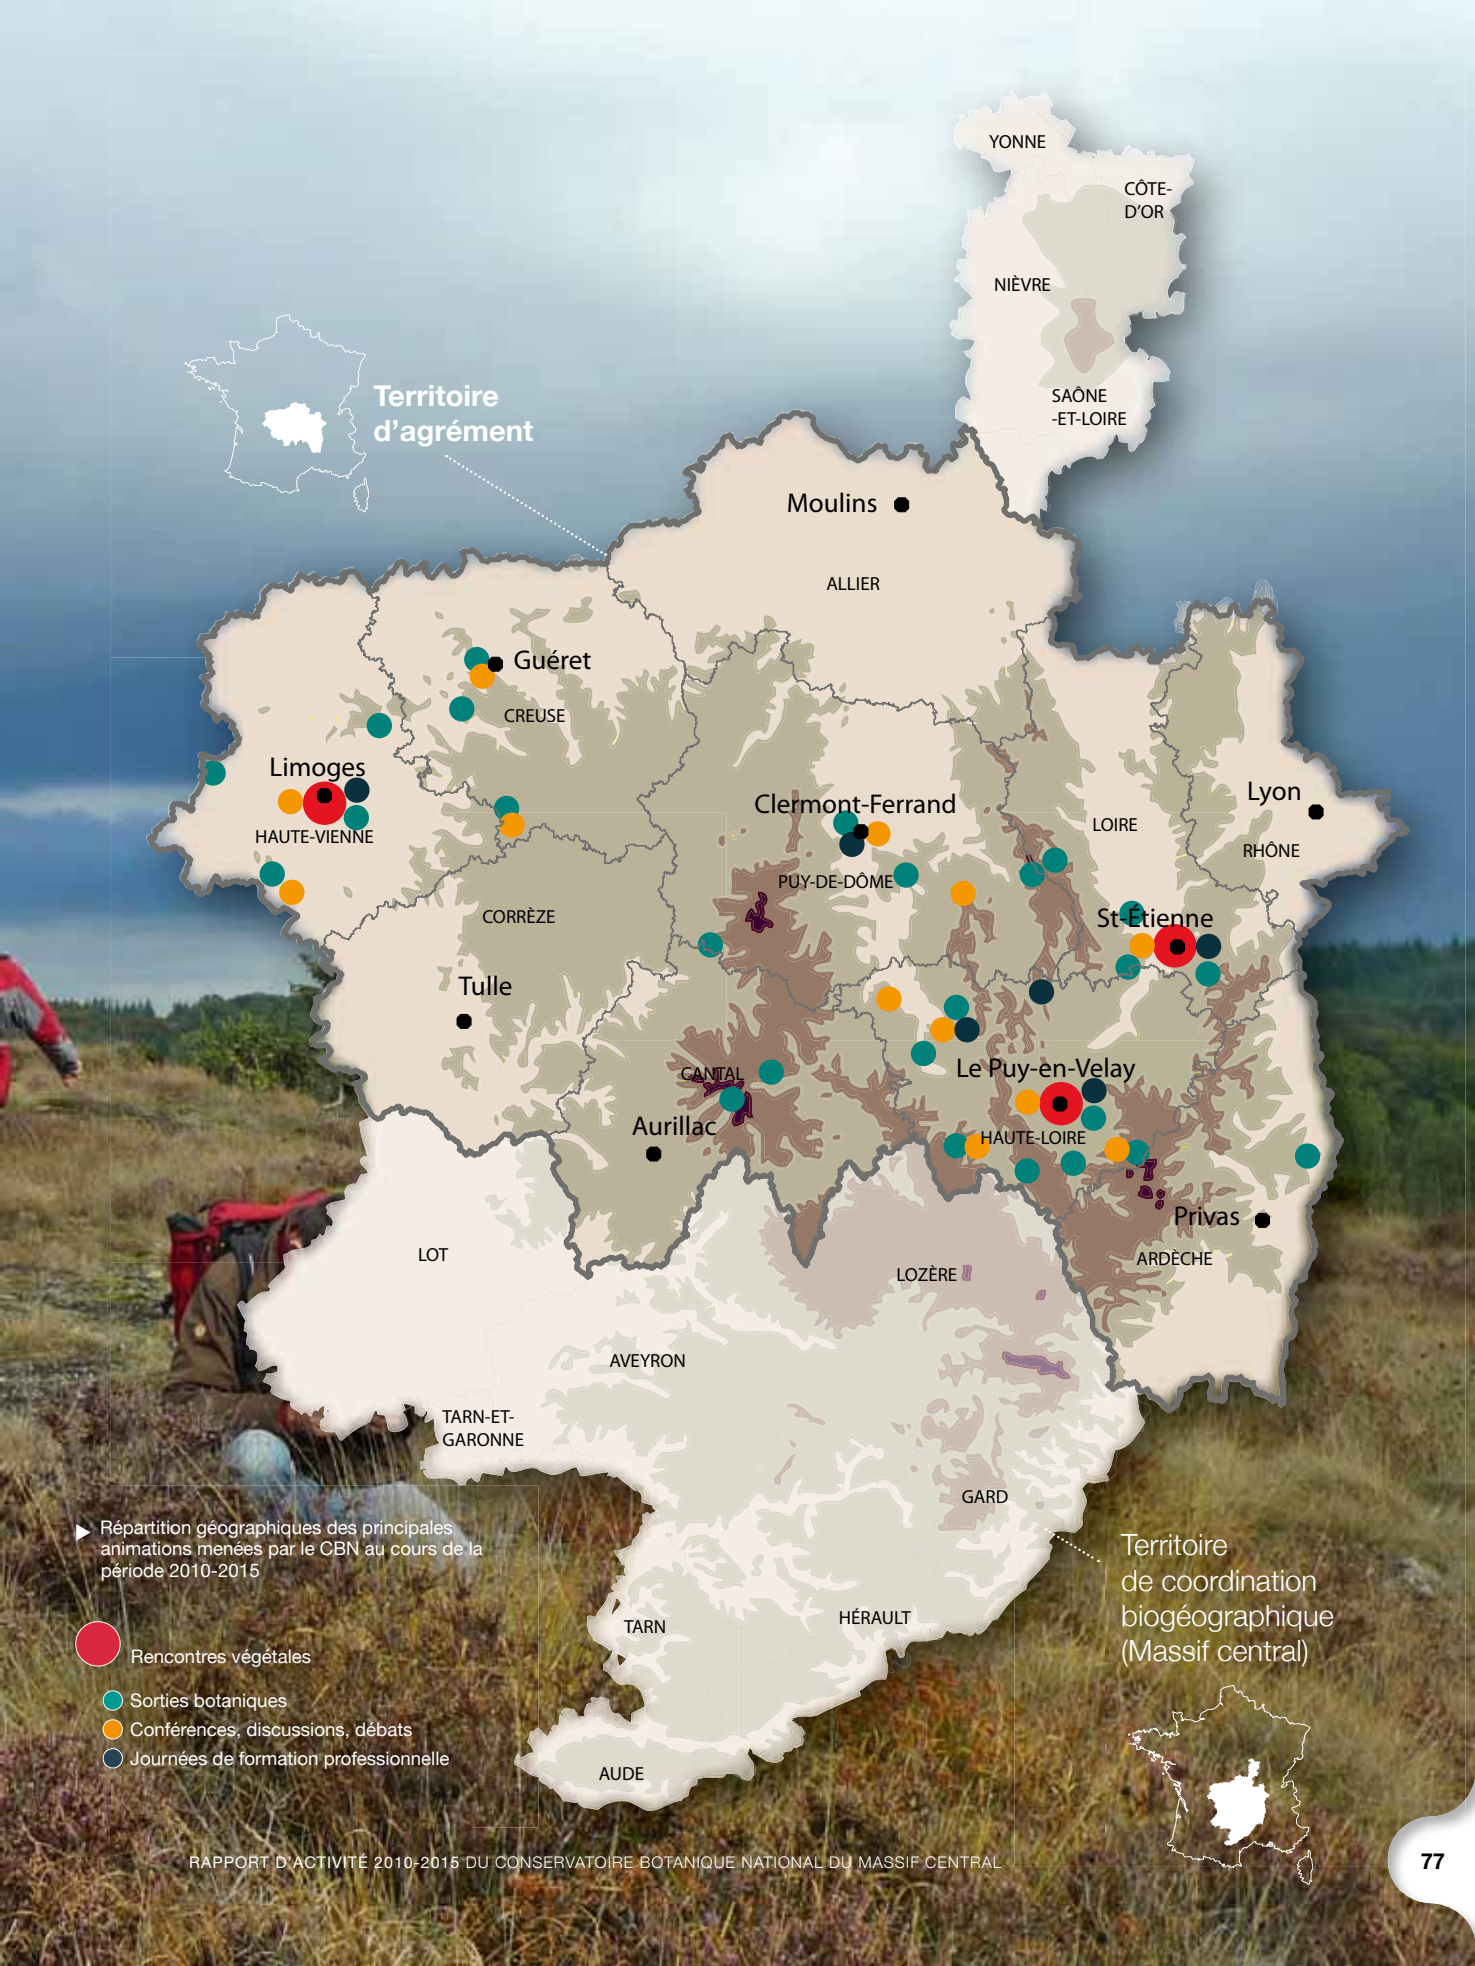 YONNE
CÔTE-
D'OR
NIÈVRE
SAÔNE
-ET-LOIRE
Territoire
d'agrément
Moulins
ALLIER
Guéret
CREUSE
Limoges
HAUTE-VIENNE
Clermont-Ferrand
PUY-DE-DÔME
Lyon
LOIRE
RHÔNE
CORRÈZE
St-Étienne
Tulle
CANTAL
Le Puy-en-Velay
Aurillac
HAUTE-LOIRE
Privas
ARDÈCHE
LOT
LOZÈRE
AVEYRON
TARN-ET-
GARONNE
GARD
Répartition géographiques des principales
animations menées par le CBN au cours de la
période 2010-2015
Territoire
de coordination
biogéographique
(Massif central)
HÉRAULT
TARN
Rencontres végétales
Sorties botaniques
Conférences, discussions, débats
Journées de formation professionnelle
AUDE
RAPPORT D'ACTIVITÉ 2010-2015 DU CONSERVATOIRE BOTANIQUE NATIONAL DU MASSIF CENTRAL
77